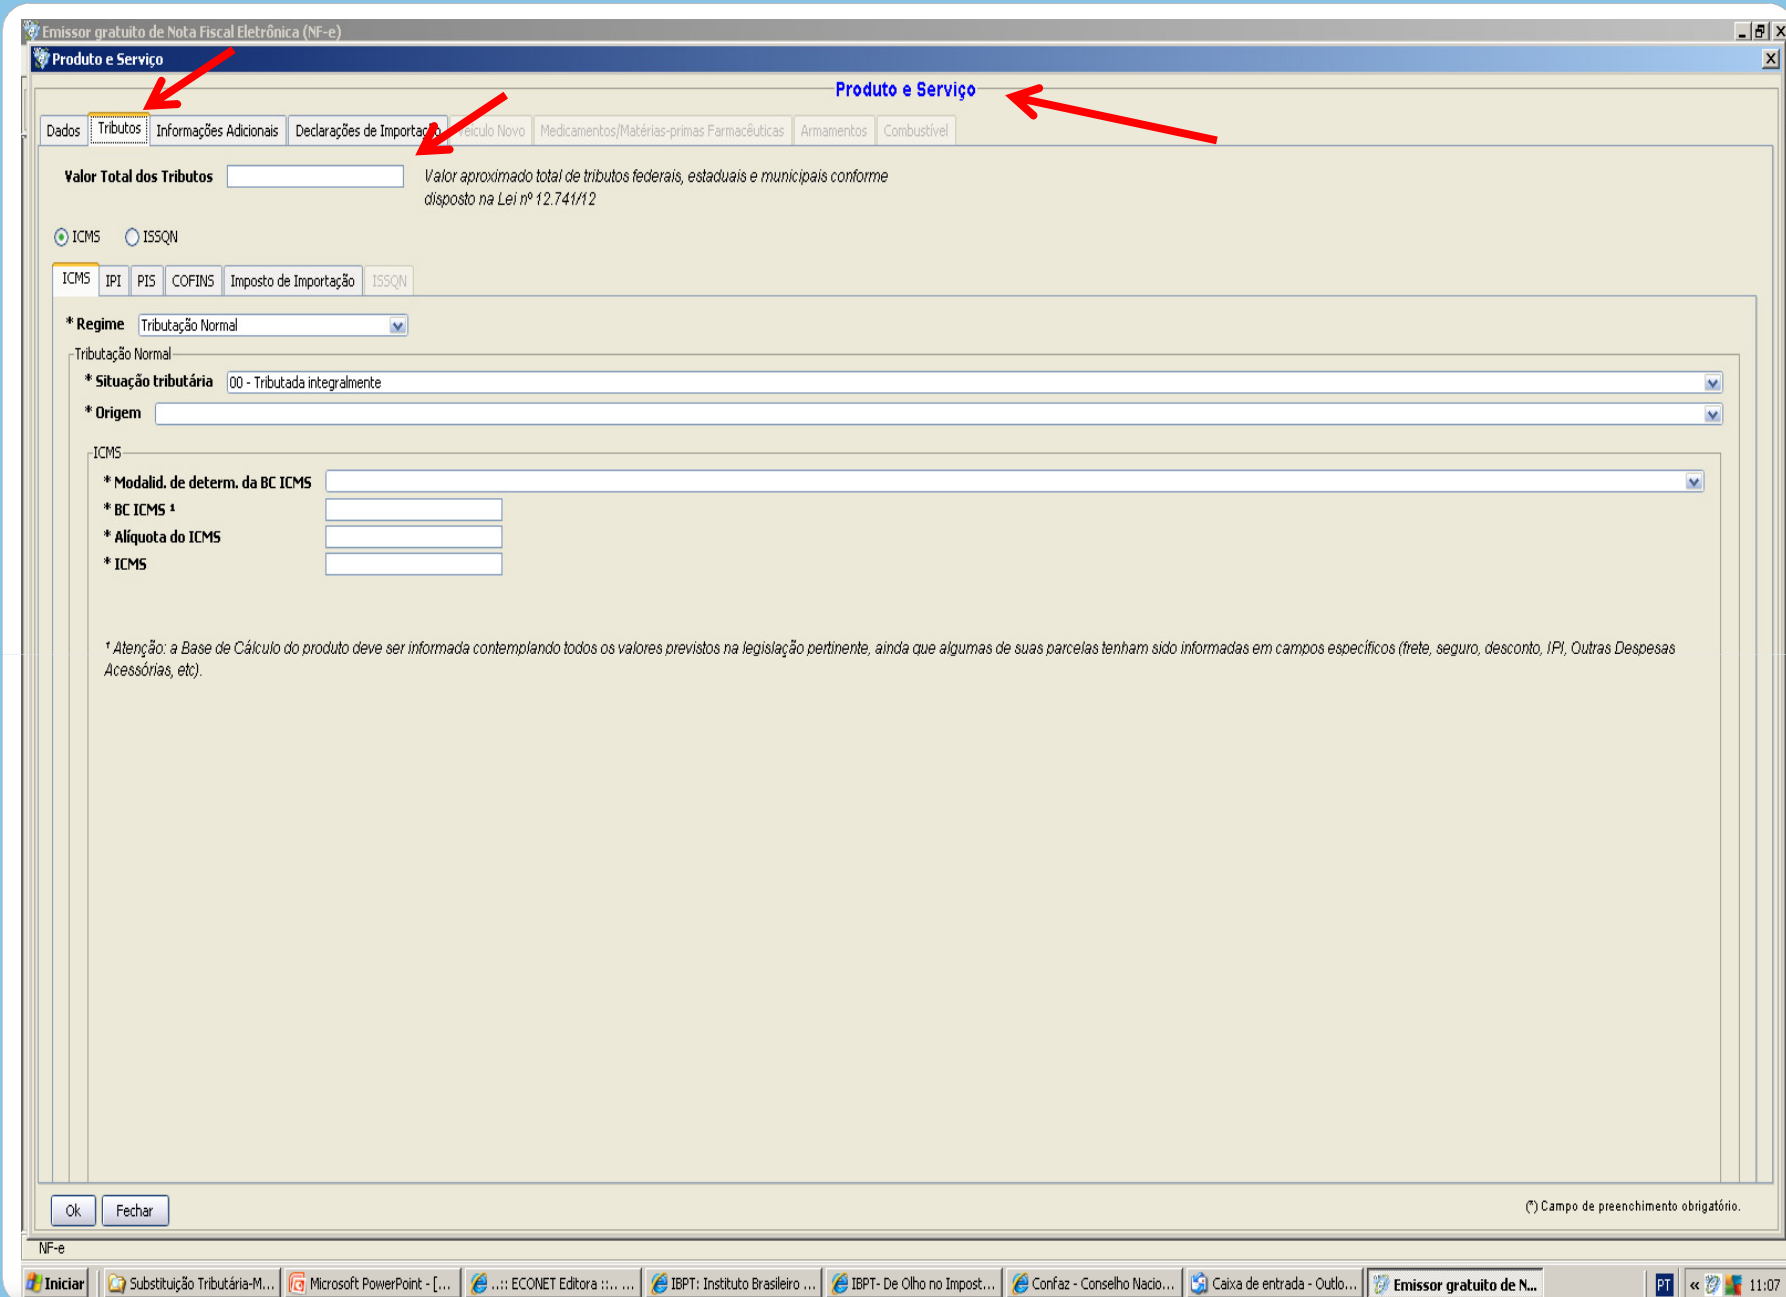 Emissor gratuito de Nota Fiscal Eletrônica (NF-e)
Produto e Serviço
Produto e Serviço
Dados Tributos Informações Adicionais Declarações de Importação Veículo Novo Medicamentos/Matérias-primas Farmacêuticas Armamentos Combustível
Valor Total dos Tributos Valor aproximado total de tributos federais, estaduais e municipais conforme
disposto na Lei nº 12.741/12
ICMS ISSQN
ICMS IPI PIS COFINS Imposto de Importação ISSQN
* Regime Tributação Normal
Tributação Normal
* Situação tributária 00 - Tributada integralmente
* Origem
ICMS
* Modalid. de determ. da BC ICMS
* BC ICMS ¹
* Alíquota do ICMS
* ICMS
¹ Atenção: a Base de Cálculo do produto deve ser informada contemplando todos os valores previstos na legislação pertinente, ainda que algumas de suas parcelas tenham sido informadas em campos específicos (frete, seguro, desconto, IPI, Outras Despesas
Acessórias, etc).
Ok Fechar (*) Campo de preenchimento obrigatório.
NF-e
Iniciar Substituição Tributária-M... Microsoft PowerPoint - [... ..:: ECONET Editora ::.. ... IBPT: Instituto Brasileiro ... IBPT- De Olho no Impost... Confaz - Conselho Nacio... Caixa de entrada - Outlo... Emissor gratuito de N... PT « 11:07